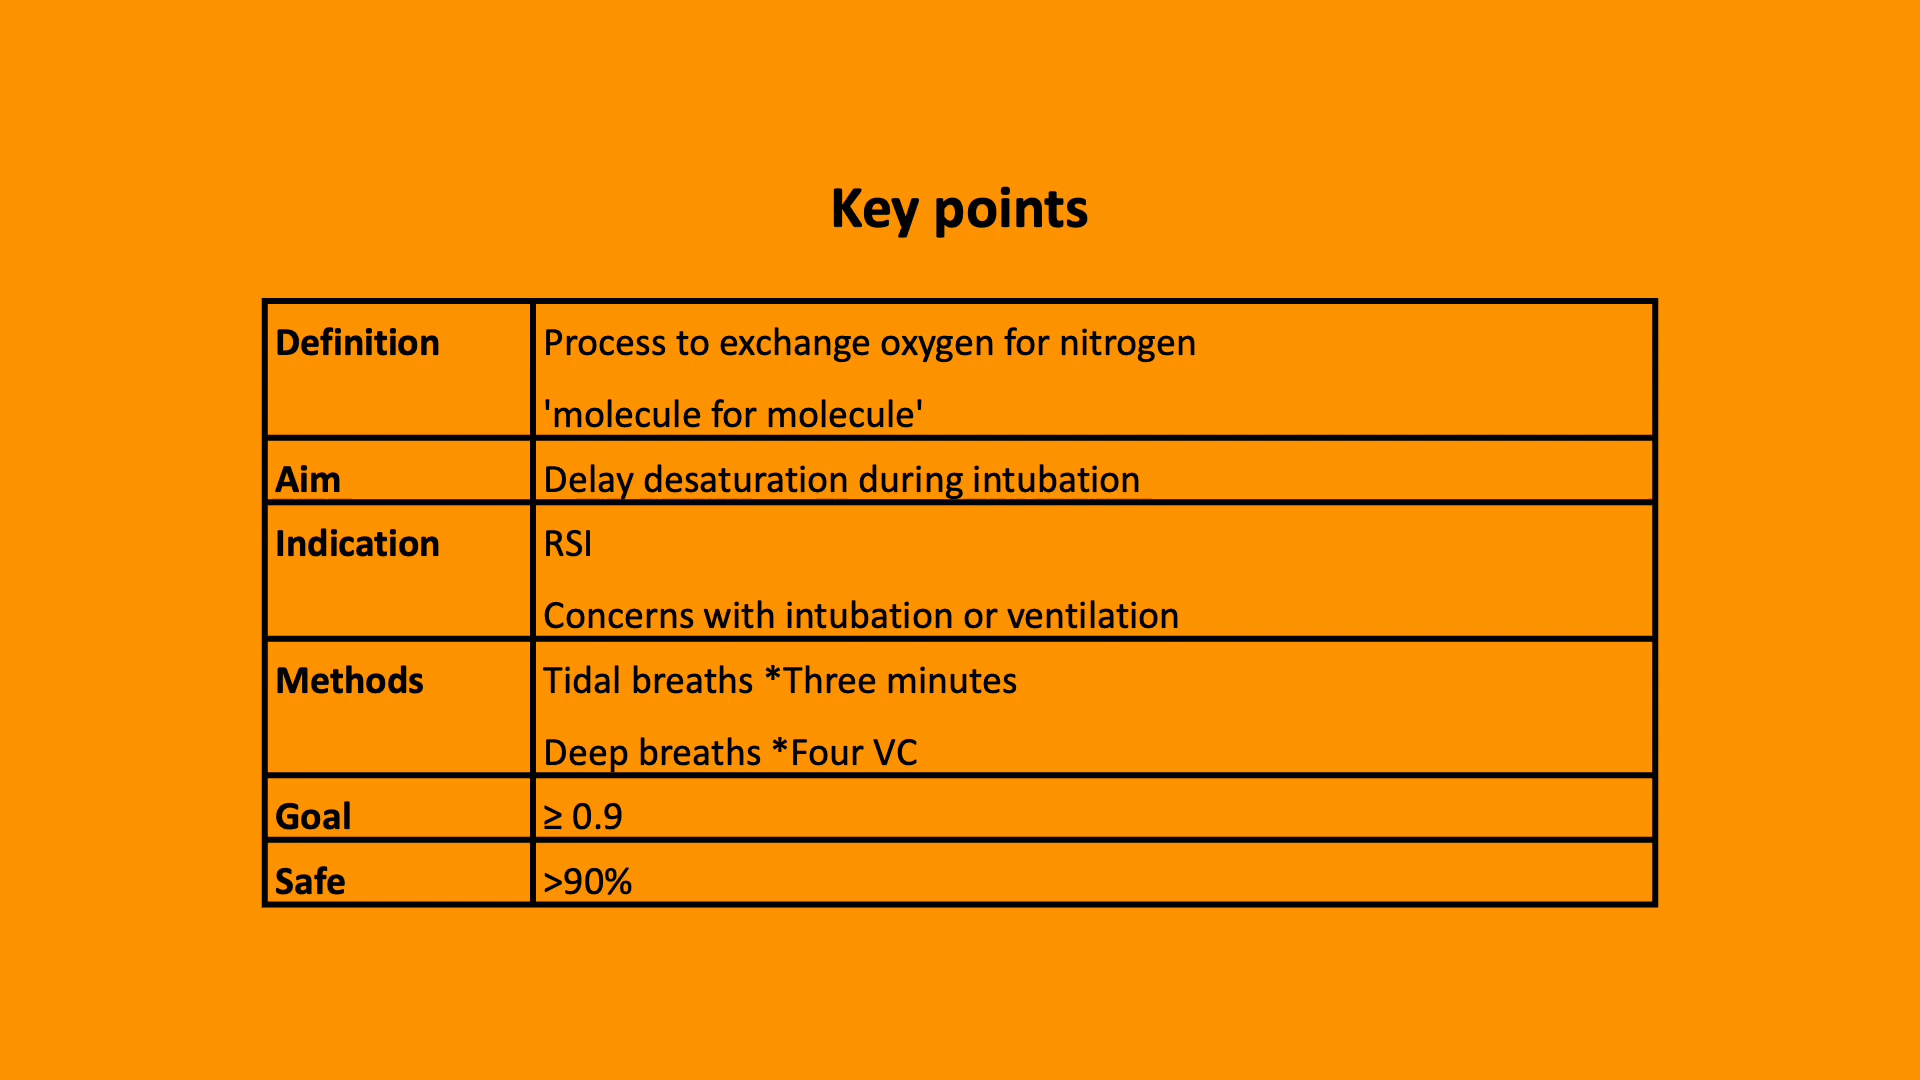 Key points
Definition
Process to exchange oxygen for nitrogen
'molecule for molecule'
Aim
Delay desaturation during intubation
Indication
RSI
Concerns with intubation or ventilation
Methods
Tidal breaths *Three minutes
Deep breaths *Four VC
Goal
≥ 0.9
Safe
>90%